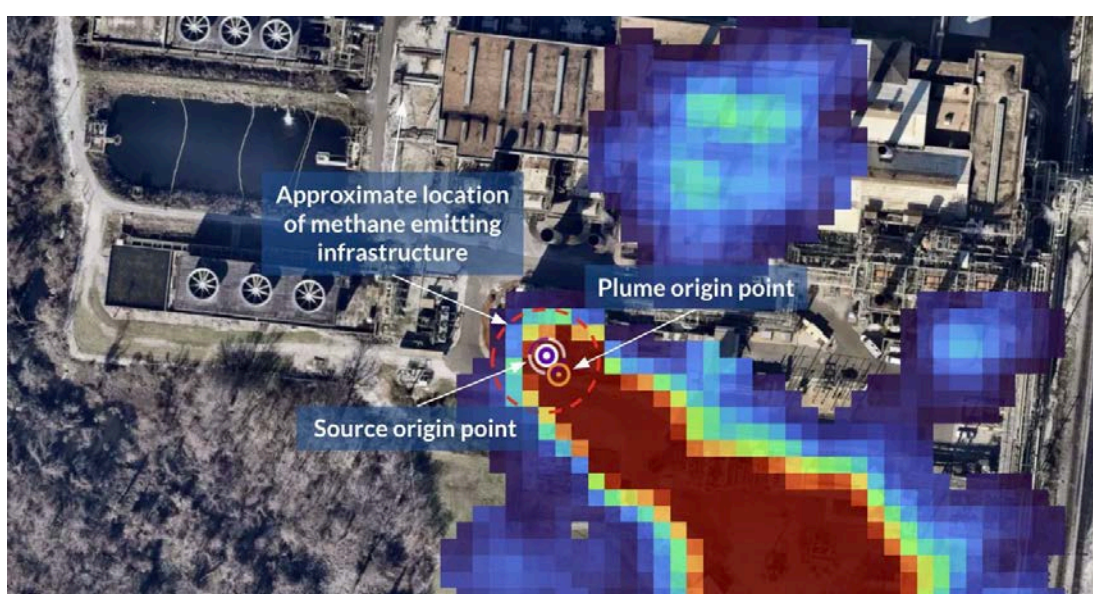 Approximate location
of methane emitting
infrastructure
Plume origin point
Source origin point